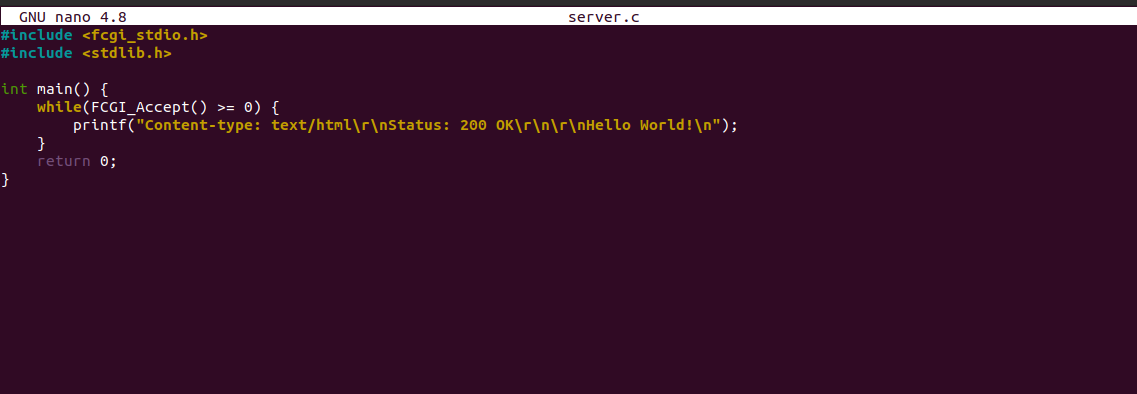 GNU nano 4.8 server.c
#include <fcgi_stdio.h>
#include <stdlib.h>

int main() {
    while(FCGI_Accept() >= 0) {
        printf("Content-type: text/html\r\nStatus: 200 OK\r\n\r\nHello World!\n");
    }
    return 0;
}